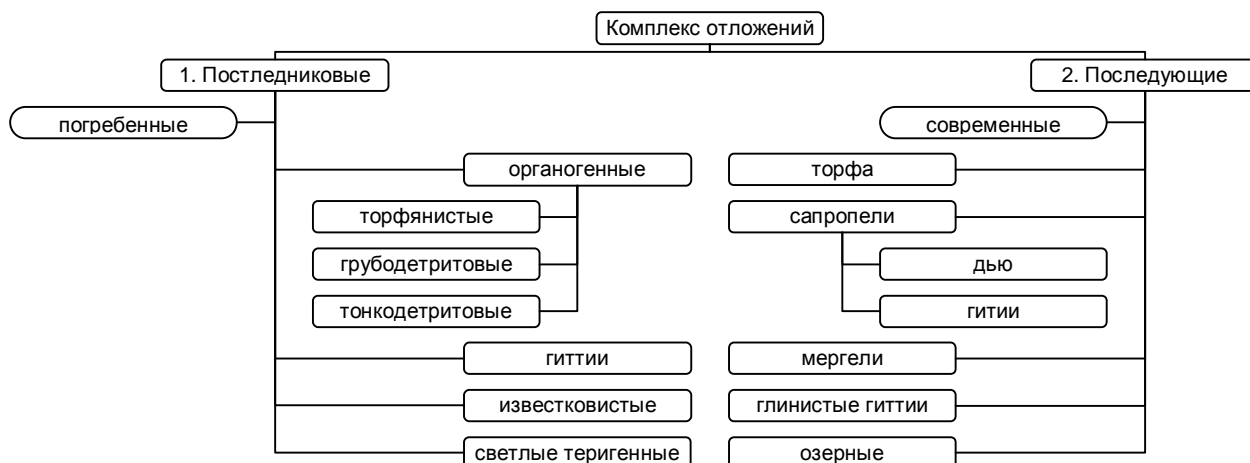 Комплекс отложений
1. Постледниковые
2. Последующие
погребенные
современные
органогенные
торфа
торфянистые
сапропели
грубодетритовые
дью
тонкодетритовые
гитии
гиттии
мергели
известковистые
глинистые гиттии
светлые теригенные
озерные